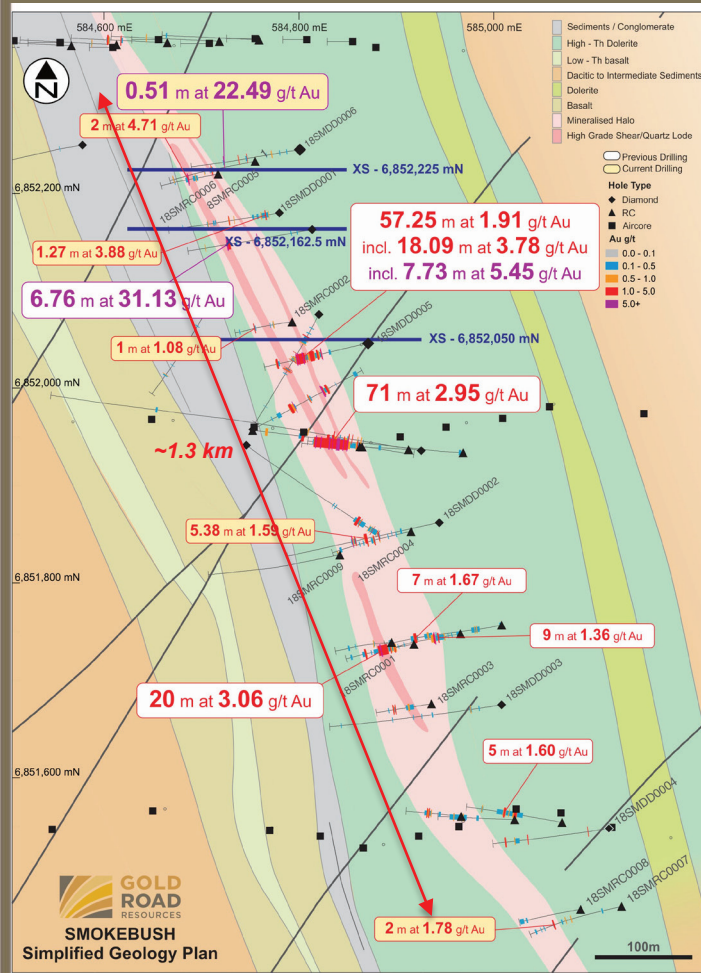 584,600 mE
584,800 mE
585,000 mE
Sediments / Conglomerate
High - Th Dolerite
Low - Th basalt
Dacitic to Intermediate Sediments
Dolerite
Basalt
Mineralised Halo
High Grade Shear/Quartz Lode
Previous Drilling
Current Drilling
Hole Type
Diamond
RC
Aircore
Au g/t
0.0 - 0.1
0.1 - 0.5
0.5 - 1.0
1.0 - 5.0
5.0+
N
0.51 m at 22.49 g/t Au
2 m at 4.71 g/t Au
18SMDD0006
XS - 6,852,225 mN
6,852,200 mN
18SMRC0006
8SMRC0005
18SMDD0001
57.25 m at 1.91 g/t Au
incl. 18.09 m at 3.78 g/t Au
incl. 7.73 m at 5.45 g/t Au
1.27 m at 3.88 g/t Au
XS - 6,852,162.5 mN
6.76 m at 31.13 g/t Au
18SMRC0002
18SMDD0005
XS - 6,852,050 mN
1 m at 1.08 g/t Au
6,852,000 mN
71 m at 2.95 g/t Au
~1.3 km
18SMDD0002
5.38 m at 1.59 g/t Au
18SMRC0009
18SMRC0004
6,851,800 mN
7 m at 1.67 g/t Au
9 m at 1.36 g/t Au
8SMRC0001
20 m at 3.06 g/t Au
18SMRC0003
18SMDD0003
5 m at 1.60 g/t Au
6,851,600 mN
18SMDD0004
18SMRC0008
18SMRC0007
2 m at 1.78 g/t Au
GOLD
ROAD
RESOURCES
SMOKEBUSH
Simplified Geology Plan
100m